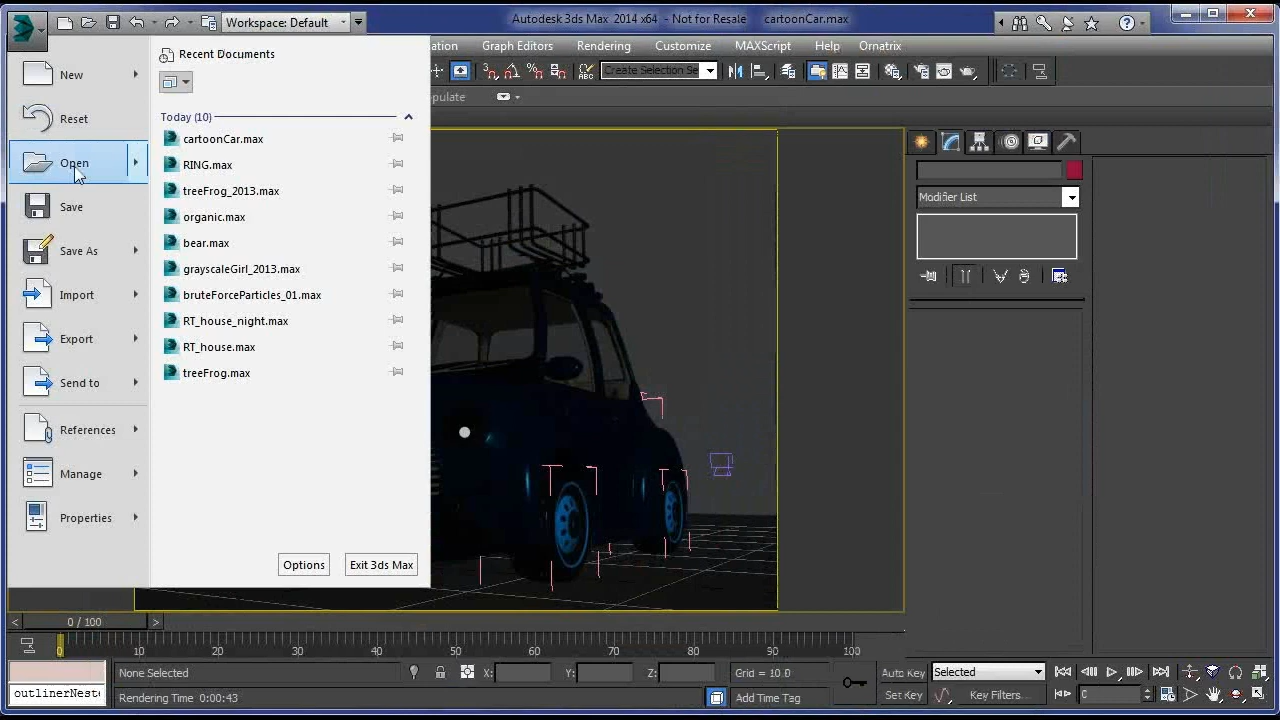 Workspace: Default
Autodesk 3ds Max 2014 x64 - Not for Resale cartoonCar.max
Graph Editors Rendering Customize MAXScript Help Ornatrix
ABC
New
Reset
Open
Save
Save As
Import
Export
Send to
References
Manage
Properties
Recent Documents
Today (10)
cartoonCar.max
RING.max
treeFrog_2013.max
organic.max
bear.max
grayscaleGirl_2013.max
bruteForceParticles_01.max
RT_house_night.max
RT_house.max
treeFrog.max
Options Exit 3ds Max
Modifier List
< 0 / 100 >
0 10 20 30 40 50 60 70 80 90 100
None Selected X: Y: Z: Grid = 10.0 Auto Key Selected
Rendering Time 0:00:43 Add Time Tag Set Key Key Filters... 0